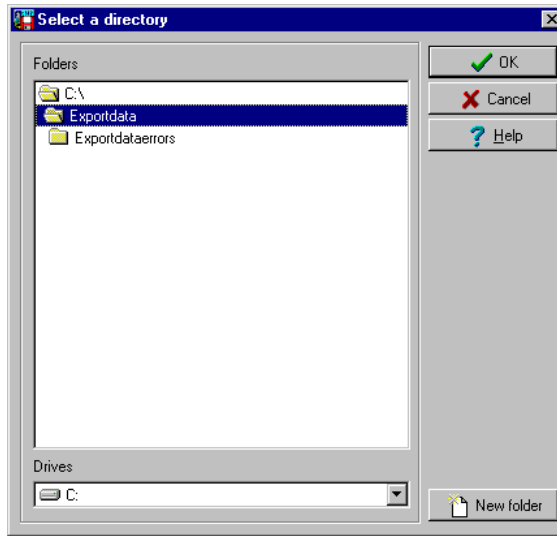 Select a directory
Folders
C:\
Exportdata
Exportdataerrors
Drives
C:
OK
Cancel
Help
New folder